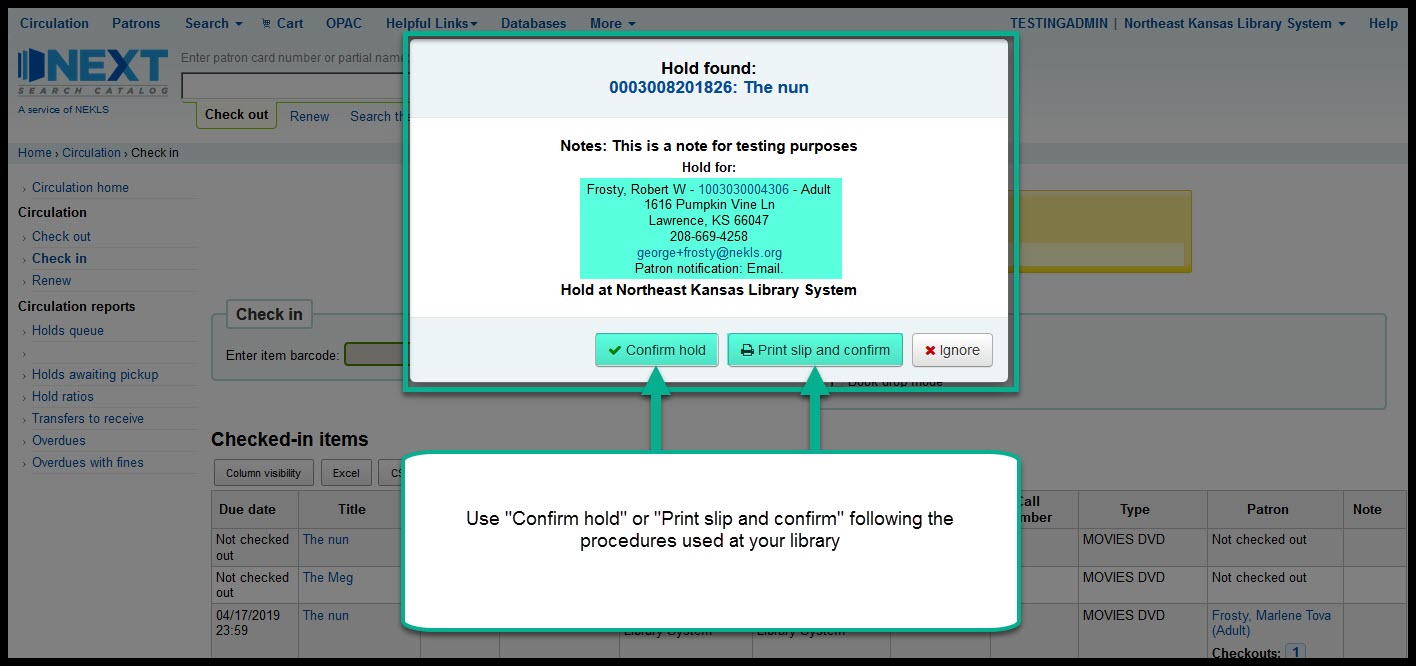 Circulation Patrons Search Cart OPAC Helpful Links Databases More TESTINGADMIN | Northeast Kansas Library System Help
NEXT
SEARCH CATALOG
A service of NEKLS
Enter patron card number or partial name
Check out Renew Search
Home › Circulation › Check in
› Circulation home
Circulation
› Check out
› Check in
› Renew
Circulation reports
› Holds queue
›
› Holds awaiting pickup
› Hold ratios
› Transfers to receive
› Overdues
› Overdues with fines
Hold found:
0003008201826: The nun
Notes: This is a note for testing purposes
Hold for:
Frosty, Robert W - 1003030004306 - Adult
1616 Pumpkin Vine Ln
Lawrence, KS 66047
208-669-4258
george+frosty@nekls.org
Patron notification: Email.
Hold at Northeast Kansas Library System
Confirm hold Print slip and confirm Ignore
Check in
Enter item barcode:
Book drop mode
Use "Confirm hold" or "Print slip and confirm" following the
procedures used at your library
Checked-in items
Column visibility Excel
Due date Title Type Patron Note
Not checked out The nun MOVIES DVD Not checked out
Not checked out The Meg MOVIES DVD Not checked out
04/17/2019 23:59 The nun Library System Library System MOVIES DVD Frosty, Marlene Tova (Adult)
Checkouts: 1